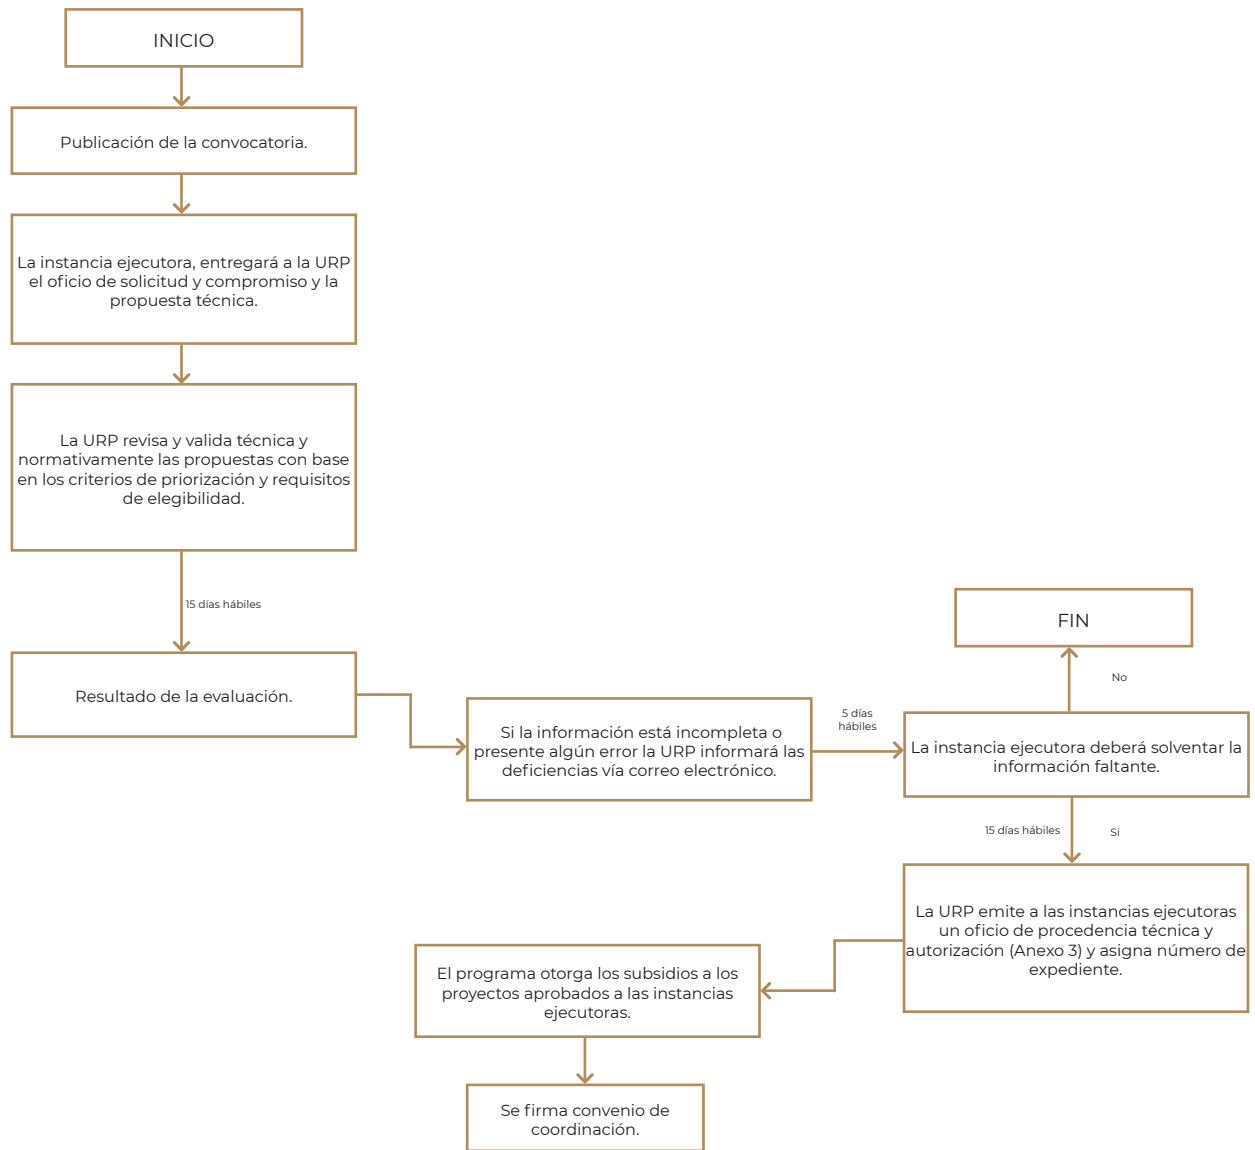 INICIO
Publicación de la convocatoria.
La instancia ejecutora, entregará a la URP
el oficio de solicitud y compromiso y la
propuesta técnica.
La URP revisa y valida técnica y
normativamente las propuestas con base
en los criterios de priorización y requisitos
de elegibilidad.
15 días hábiles
Resultado de la evaluación.
Si la información está incompleta o
presente algún error la URP informará las
deficiencias vía correo electrónico.
5 días
hábiles
La instancia ejecutora deberá solventar la
información faltante.
No
FIN
15 días hábiles
Si
La URP emite a las instancias ejecutoras
un oficio de procedencia técnica y
autorización (Anexo 3) y asigna número de
expediente.
El programa otorga los subsidios a los
proyectos aprobados a las instancias
ejecutoras.
Se firma convenio de
coordinación.